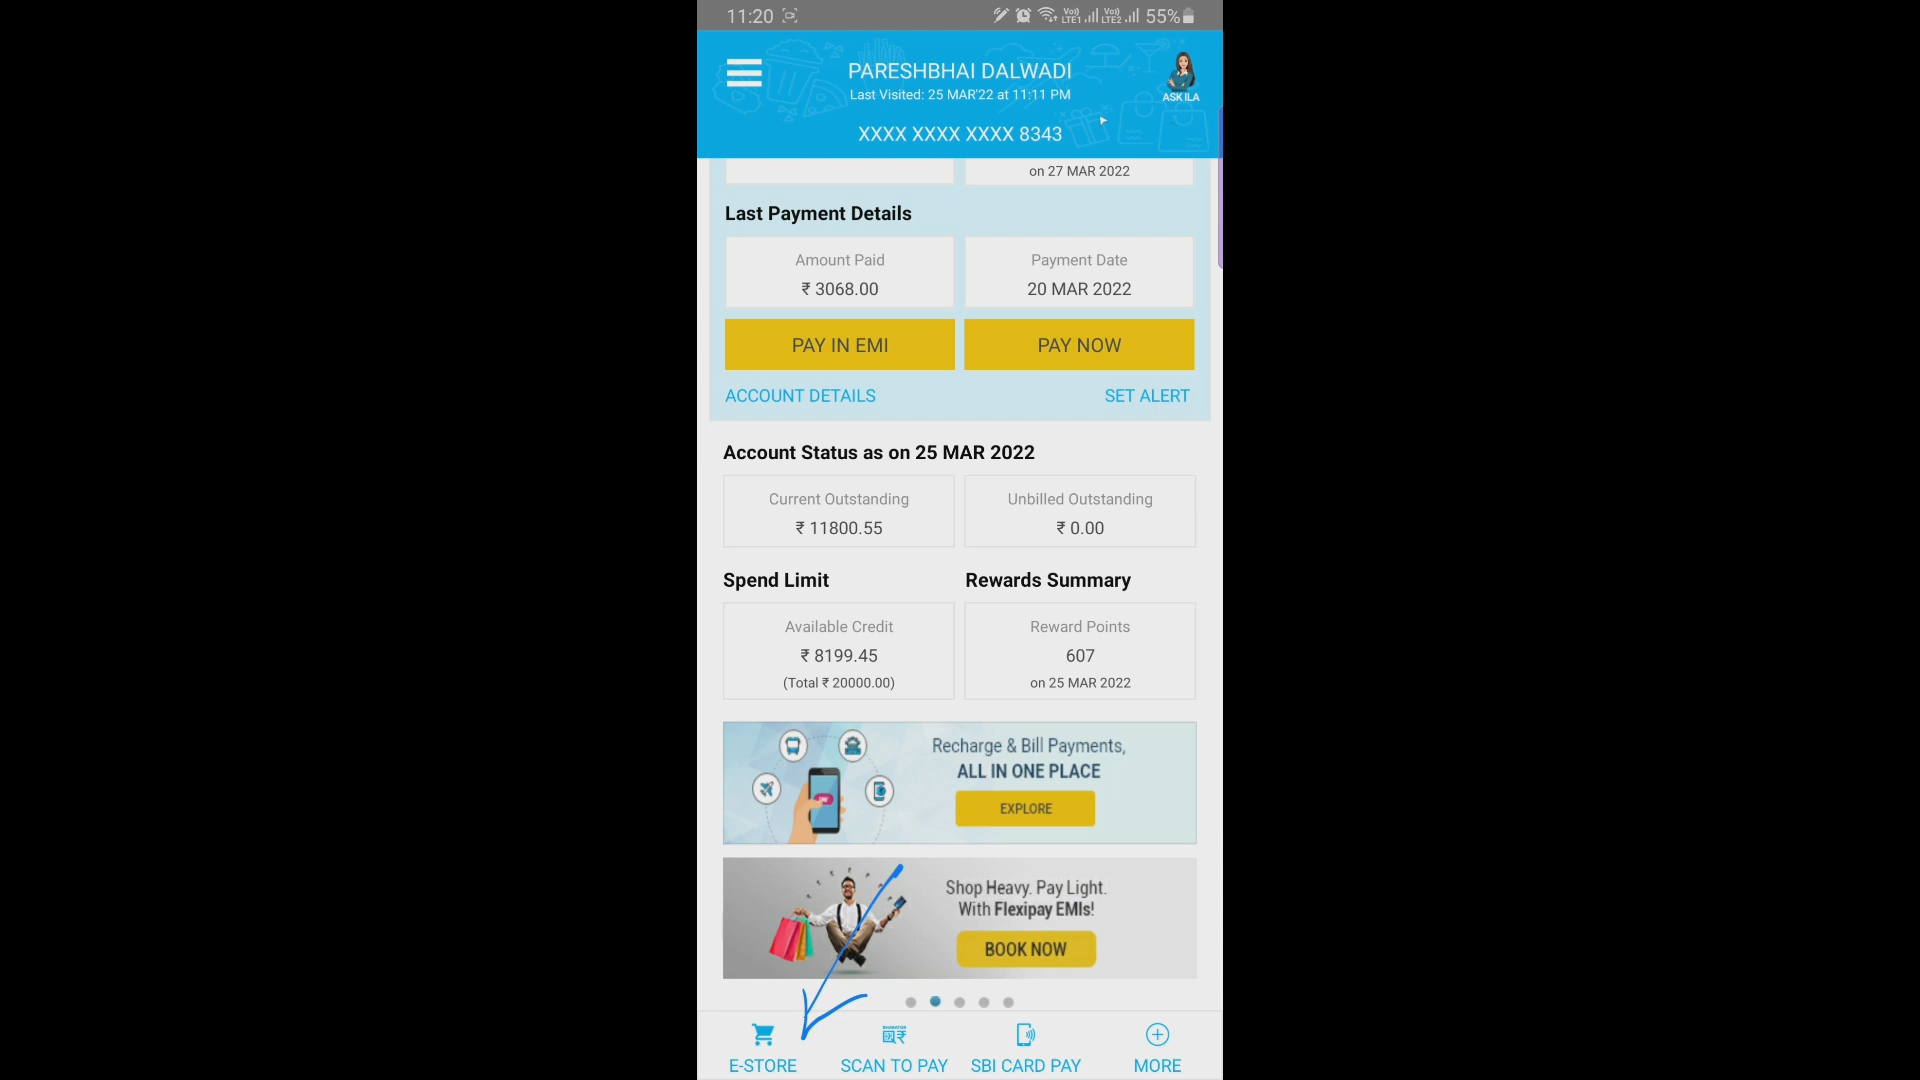 11:20 Vo)) LTE1 Vo)) LTE2 55%
PARESHBHAI DALWADI
Last Visited: 25 MAR'22 at 11:11 PM
ASK ILA
XXXX XXXX XXXX 8343
on 27 MAR 2022
Last Payment Details
Amount Paid
₹ 3068.00
Payment Date
20 MAR 2022
PAY IN EMI
PAY NOW
ACCOUNT DETAILS
SET ALERT
Account Status as on 25 MAR 2022
Current Outstanding
₹ 11800.55
Unbilled Outstanding
₹ 0.00
Spend Limit
Available Credit
₹ 8199.45
(Total ₹ 20000.00)
Rewards Summary
Reward Points
607
on 25 MAR 2022
Recharge & Bill Payments,
ALL IN ONE PLACE
EXPLORE
Shop Heavy. Pay Light.
With Flexipay EMIs!
BOOK NOW
E-STORE
SCAN TO PAY
SBI CARD PAY
MORE